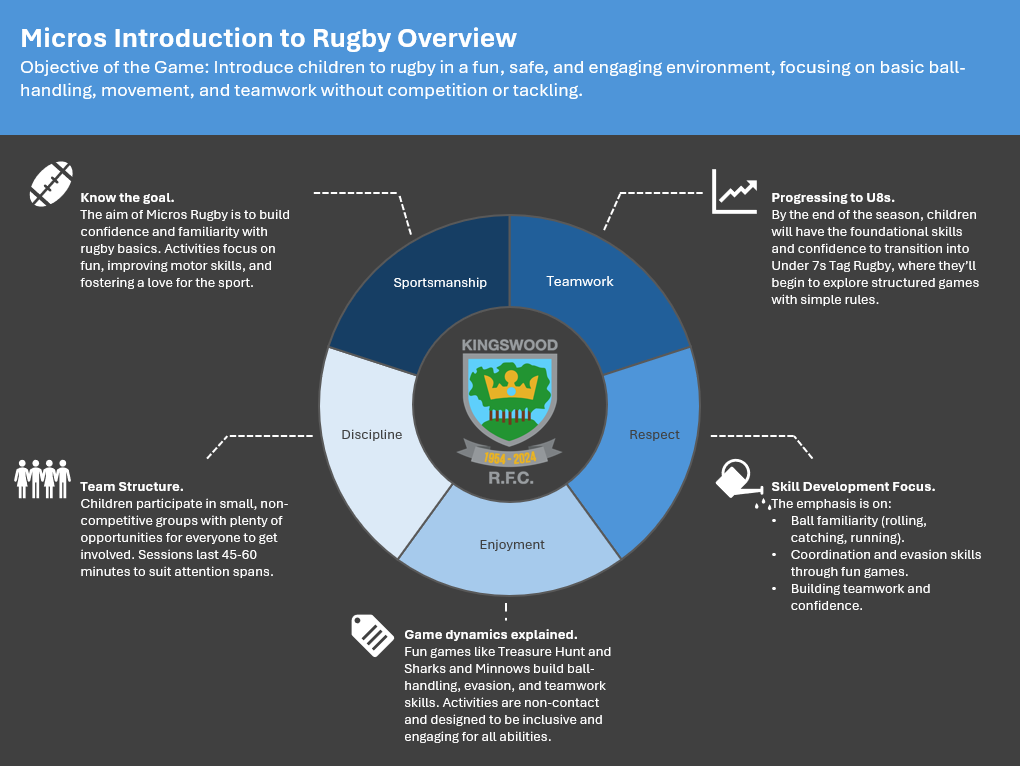 Micros Introduction to Rugby Overview
Objective of the Game: Introduce children to rugby in a fun, safe, and engaging environment, focusing on basic ball-
handling, movement, and teamwork without competition or tackling.
Know the goal.
The aim of Micros Rugby is to build
confidence and familiarity with
rugby basics. Activities focus on
fun, improving motor skills, and
fostering a love for the sport.
Progressing to U8s.
By the end of the season, children
will have the foundational skills
and confidence to transition into
Under 7s Tag Rugby, where they'll
begin to explore structured games
with simple rules.
Sportsmanship
Teamwork
Discipline
Respect
Enjoyment
KINGSWOOD
1954 - 2024
R.F.C.
Team Structure.
Children participate in small, non-
competitive groups with plenty of
opportunities for everyone to get
involved. Sessions last 45-60
minutes to suit attention spans.
Skill Development Focus.
The emphasis is on:
• Ball familiarity (rolling,
catching, running).
• Coordination and evasion skills
through fun games.
• Building teamwork and
confidence.
Game dynamics explained.
Fun games like Treasure Hunt and
Sharks and Minnows build ball-
handling, evasion, and teamwork
skills. Activities are non-contact
and designed to be inclusive and
engaging for all abilities.